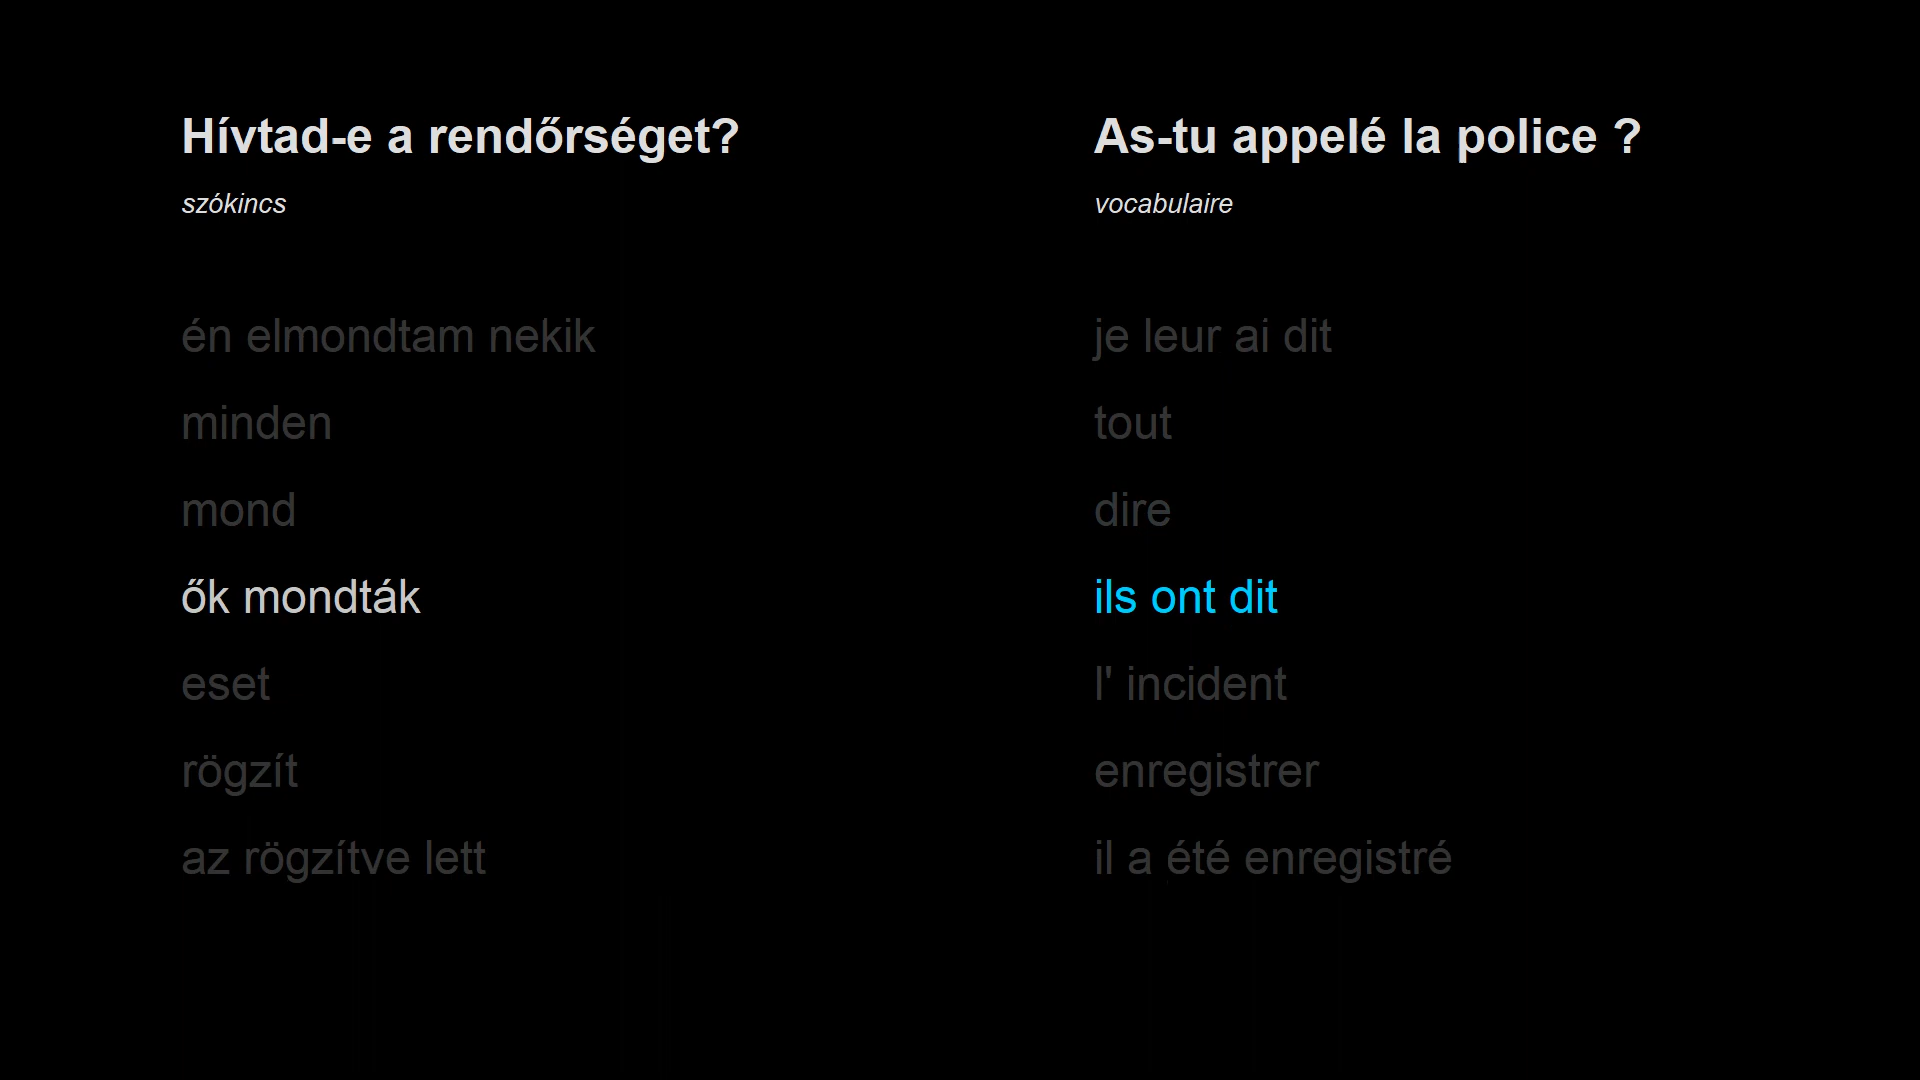 Hívtad-e a rendőrséget?
szókincs
én elmondtam nekik
minden
mond
ők mondták
eset
rögzít
az rögzítve lett
As-tu appelé la police ?
vocabulaire
je leur ai dit
tout
dire
ils ont dit
l' incident
enregistrer
il a été enregistré